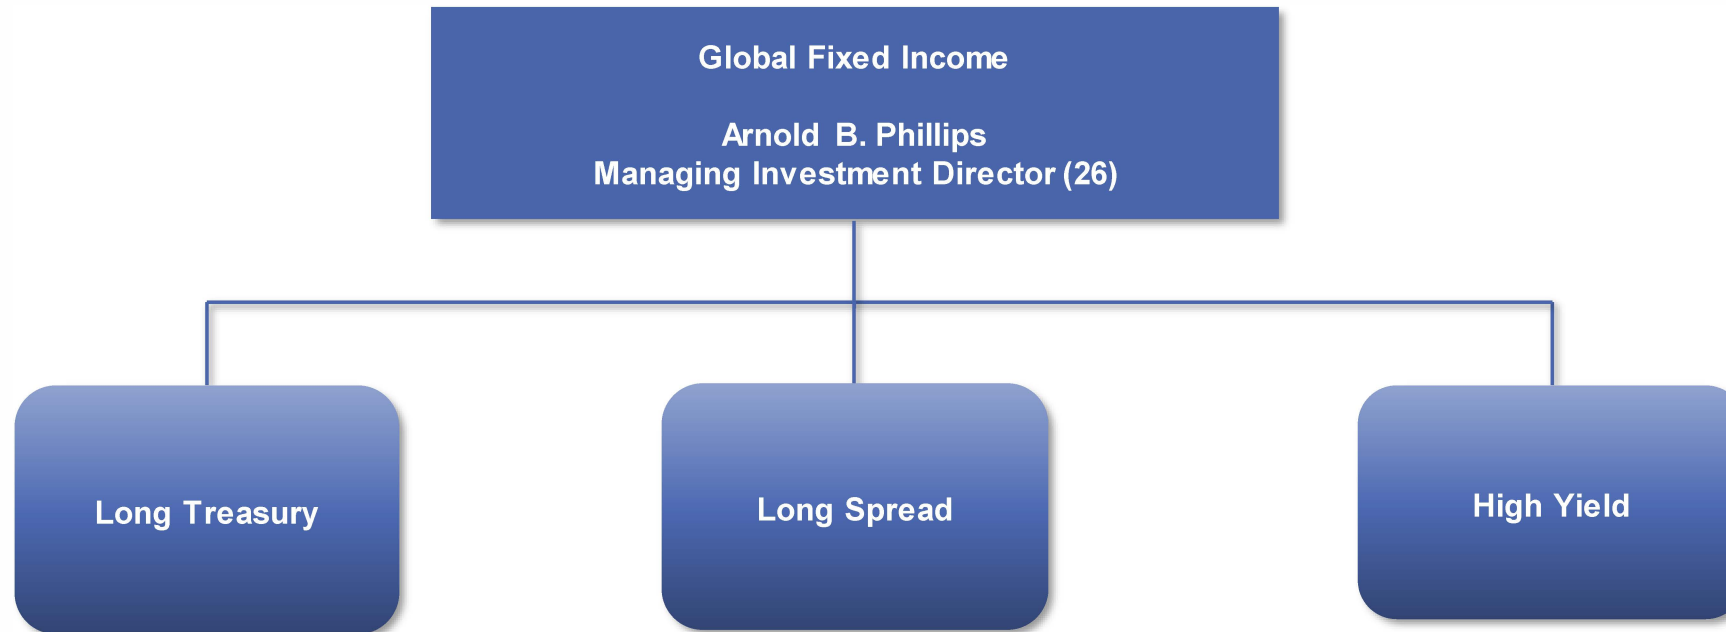 Global Fixed Income
Arnold B. Phillips
Managing Investment Director (26)
Long Treasury
Long Spread
High Yield